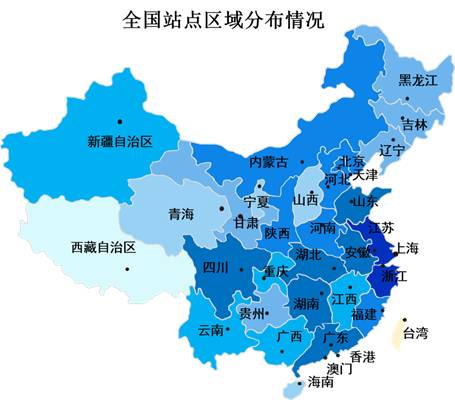 全国站点区域分布情况
黑龙江
吉林
辽宁
新疆自治区
内蒙古
北京
天津
河北
宁夏
山西
山东
青海
甘肃
陕西
河南
江苏
西藏自治区
四川
重庆
湖北
安徽
上海
浙江
湖南
江西
贵州
云南
福建
广西
广东
台湾
香港
澳门
海南